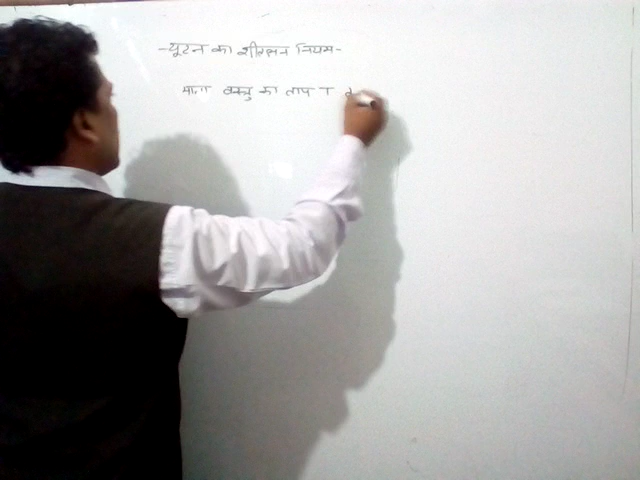 न्यूटन का शीतलन नियम-
माना वस्तु का ताप T